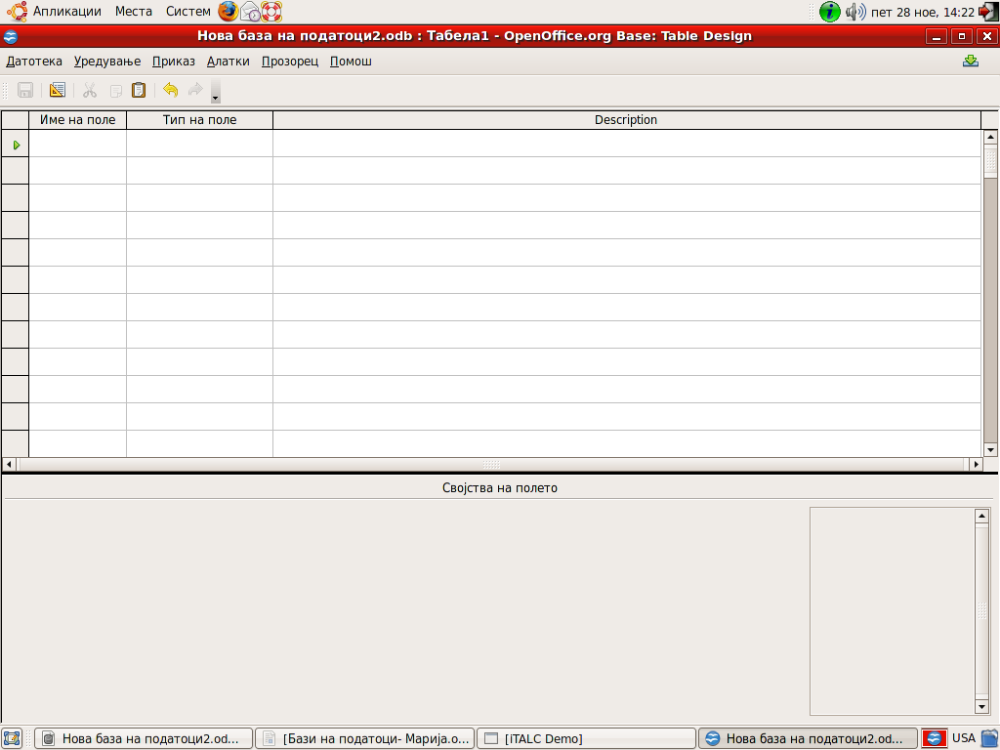 Апликации Места Систем пет 28 ное, 14:22
Нова база на податоци2.odb : Табела1 - OpenOffice.org Base: Table Design
Датотека Уредување Приказ Алатки Прозорец Помош
Име на поле Тип на поле Description
Својства на полето
Нова база на податоци2.od... [Бази на податоци- Марија.о... [iTALC Demo] Нова база на податоци2.od... USA